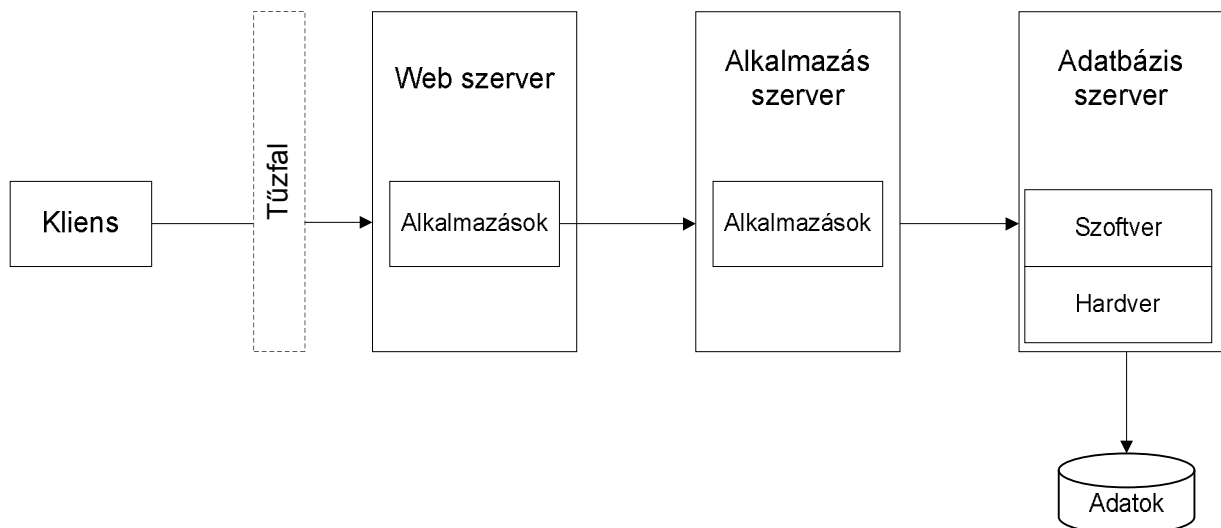 Kliens
Tűzfal
Web szerver
Alkalmazások
Alkalmazás
szerver
Alkalmazások
Adatbázis
szerver
Szoftver
Hardver
Adatok